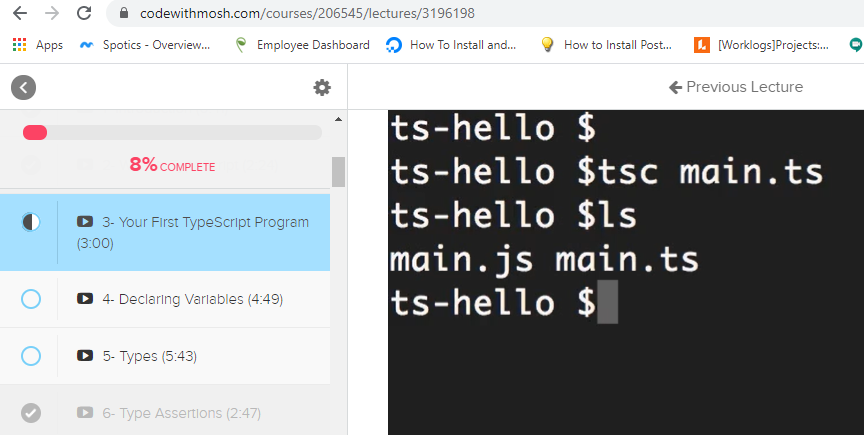 codewithmosh.com/courses/206545/lectures/3196198
Apps Spotics - Overview... Employee Dashboard How To Install and... How to Install Post... [Worklogs]Projects:...
Previous Lecture
8% COMPLETE
3- Your First TypeScript Program
(3:00)
4- Declaring Variables (4:49)
5- Types (5:43)
6- Type Assertions (2:47)
ts-hello $
ts-hello $tsc main.ts
ts-hello $ls
main.js main.ts
ts-hello $